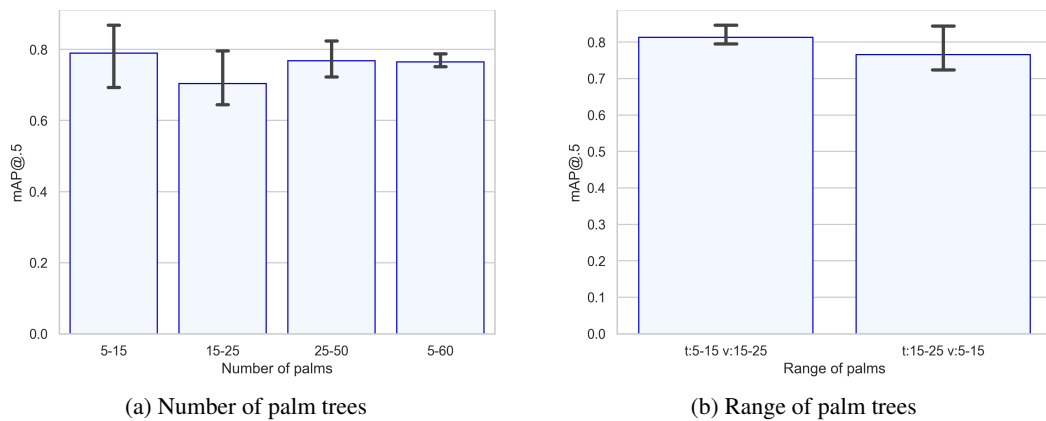 mAP@.5
0.8
0.6
0.4
0.2
0.0
5-15 15-25 25-50 5-60
Number of palms
(a) Number of palm trees
mAP@.5
0.8
0.7
0.6
0.5
0.4
0.3
0.2
0.1
0.0
t:5-15 v:15-25 t:15-25 v:5-15
Range of palms
(b) Range of palm trees